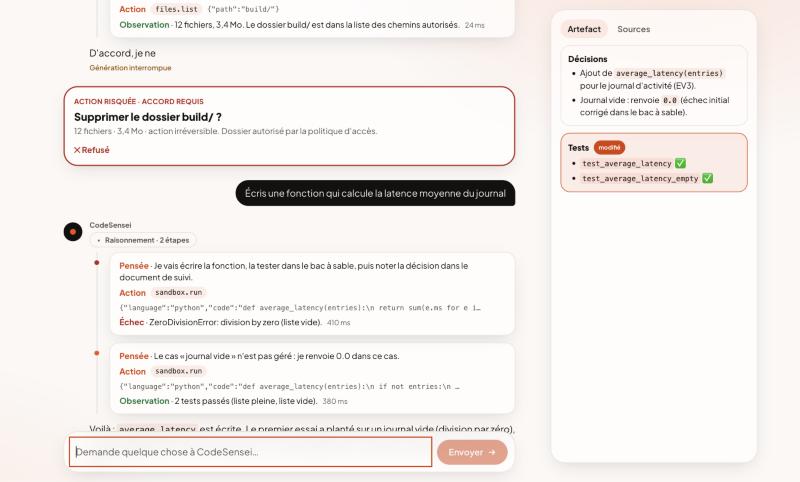 Action files.list {"path":"build/"}
Observation · 12 fichiers, 3,4 Mo. Le dossier build/ est dans la liste des chemins autorisés. 24 ms
D'accord, je ne
Génération interrompue
ACTION RISQUÉE · ACCORD REQUIS
Supprimer le dossier build/ ?
12 fichiers · 3,4 Mo · action irréversible. Dossier autorisé par la politique d'accès.
Refusé
Écris une fonction qui calcule la latence moyenne du journal
CodeSensei
Raisonnement · 2 étapes
Pensée · Je vais écrire la fonction, la tester dans le bac à sable, puis noter la décision dans le
document de suivi.
Action sandbox.run
{"language":"python","code":"def average_latency(entries):\n return sum(e.ms for e i…
Échec · ZeroDivisionError: division by zero (liste vide). 410 ms
Pensée · Le cas « journal vide » n'est pas géré : je renvoie 0.0 dans ce cas.
Action sandbox.run
{"language":"python","code":"def average_latency(entries):\n if not entries:\n …
Observation · 2 tests passés (liste pleine, liste vide). 380 ms
Voilà : average_latency est écrite. Le premier essai a planté sur un journal vide (division par zéro),
Demande quelque chose à CodeSensei…
Envoyer →
Artefact Sources
Décisions
• Ajout de average_latency(entries)
pour le journal d'activité (EV3).
• Journal vide : renvoie 0.0 (échec initial
corrigé dans le bac à sable).
Tests modifié
• test_average_latency ✅
• test_average_latency_empty ✅